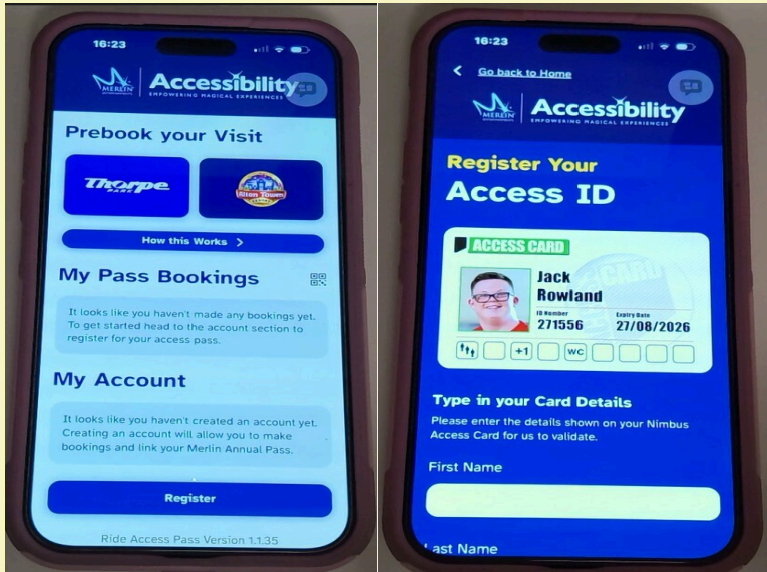 16:23
MERLIN
Accessibility
EMPOWERING MAGICAL EXPERIENCES
Prebook your Visit
Thorpe
PARK
Alton Towers
How this Works >
My Pass Bookings
It looks like you haven't made any bookings yet.
To get started head to the account section to
register for your access pass.
My Account
It looks like you haven't created an account yet.
Creating an account will allow you to make
bookings and link your Merlin Annual Pass.
Register
Ride Access Pass Version 1.1.35
16:23
< Go back to Home
MERLIN
Accessibility
EMPOWERING MAGICAL EXPERIENCES
Register Your
Access ID
ACCESS CARD
CARD
Jack
Rowland
ID Number
Expiry Date
271556
27/08/2026
+1
WC
Type in your Card Details
Please enter the details shown on your Nimbus
Access Card for us to validate.
First Name
Last Name